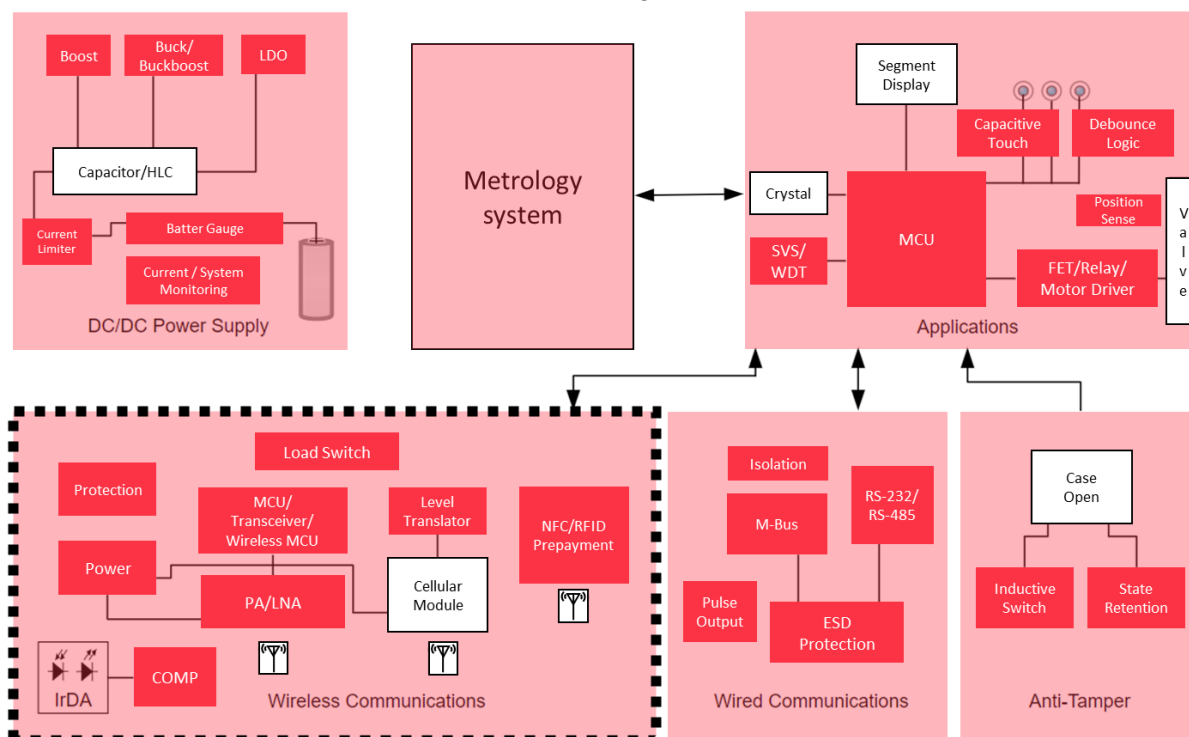 Boost
Buck/
Buckboost
LDO
Capacitor/HLC
Current
Limiter
Batter Gauge
Current / System
Monitoring
DC/DC Power Supply
Metrology
system
Segment
Display
Capacitive
Touch
Debounce
Logic
Crystal
MCU
Position
Sense
SVS/
WDT
FET/Relay/
Motor Driver
V
a
l
v
e
Applications
Load Switch
Protection
MCU/
Transceiver/
Wireless MCU
Level
Translator
NFC/RFID
Prepayment
Power
PA/LNA
Cellular
Module
IrDA
COMP
Wireless Communications
Isolation
RS-232/
RS-485
M-Bus
Pulse
Output
ESD
Protection
Wired Communications
Case
Open
Inductive
Switch
State
Retention
Anti-Tamper